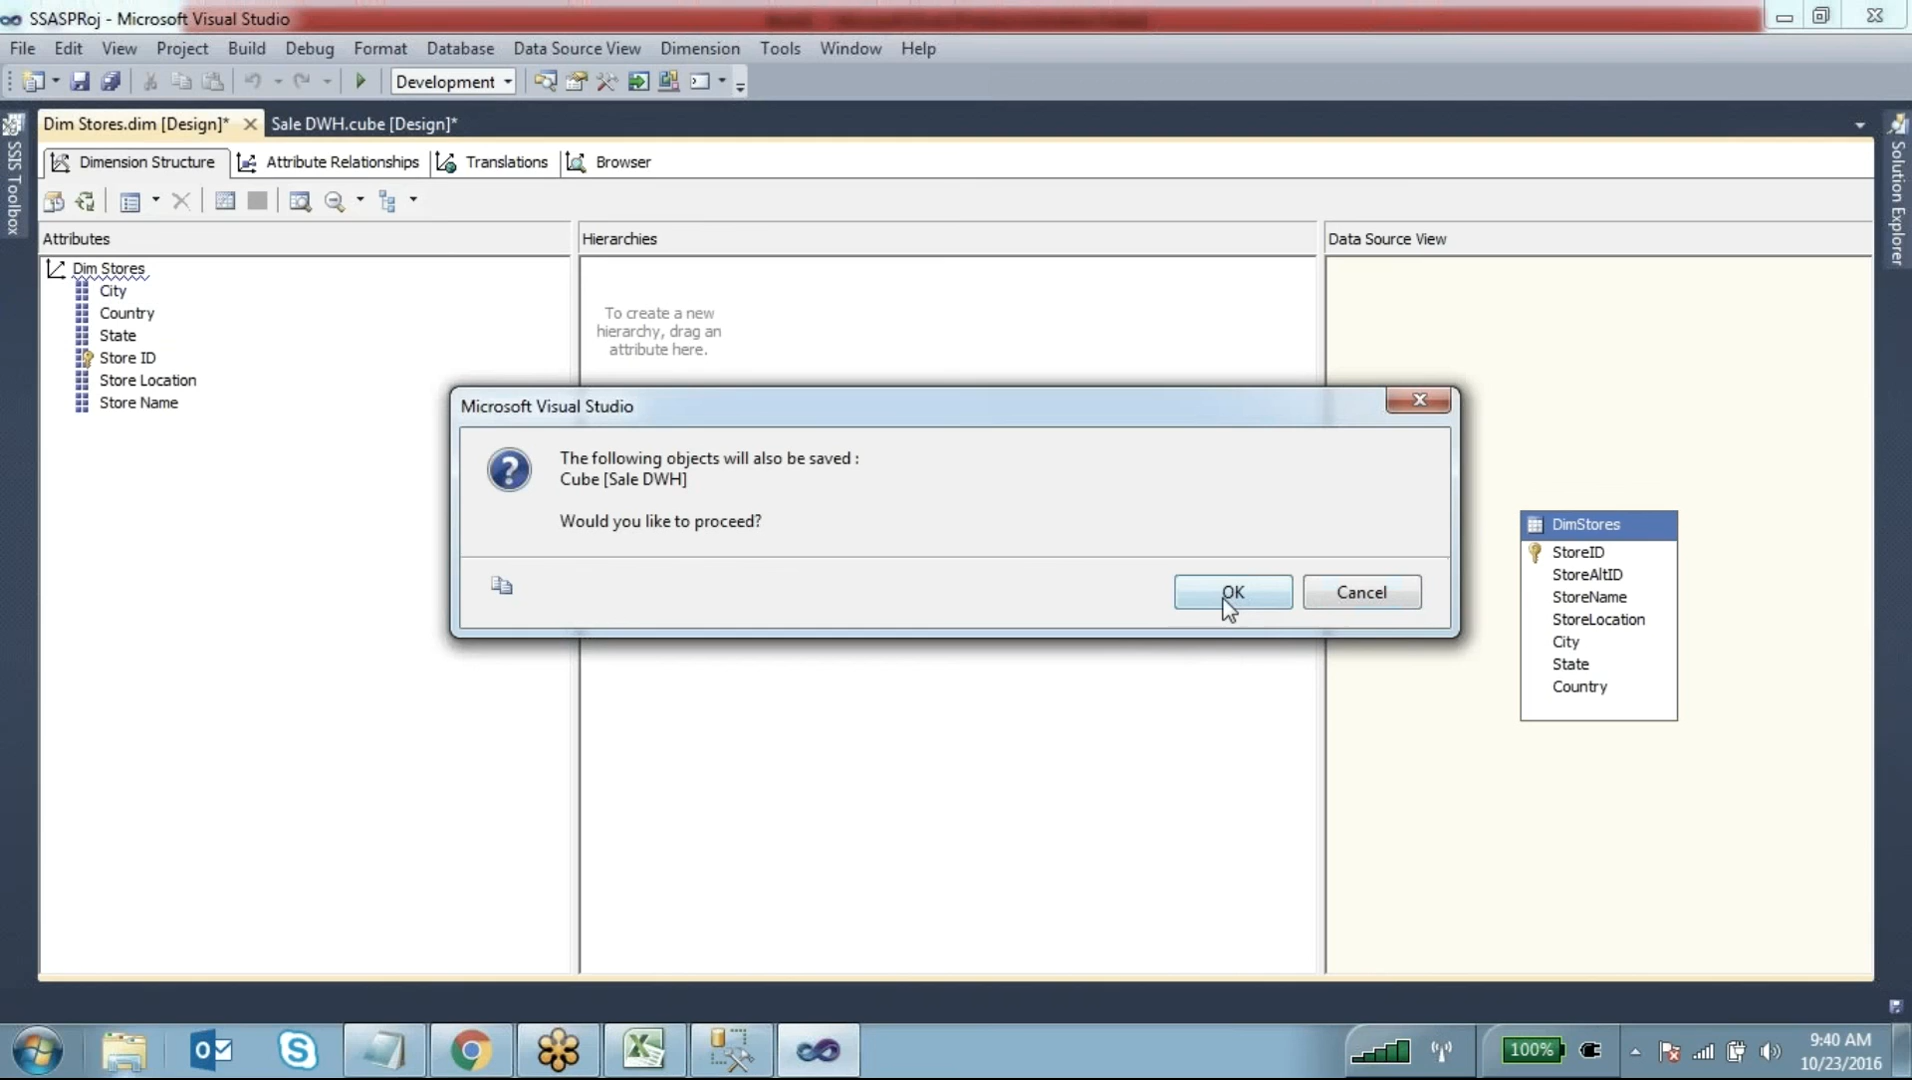 SSASPRoj - Microsoft Visual Studio
File Edit View Project Build Debug Format Database Data Source View Dimension Tools Window Help
Development
Dim Stores.dim [Design]* Sale DWH.cube [Design]*
Dimension Structure Attribute Relationships Translations Browser
SSIS Toolbox
Solution Explorer
Attributes
Dim Stores
City
Country
State
Store ID
Store Location
Store Name
Hierarchies
To create a new
hierarchy, drag an
attribute here.
Data Source View
DimStores
StoreID
StoreAltID
StoreName
StoreLocation
City
State
Country
Microsoft Visual Studio
The following objects will also be saved :
Cube [Sale DWH]
Would you like to proceed?
OK Cancel
100%
9:40 AM
10/23/2016